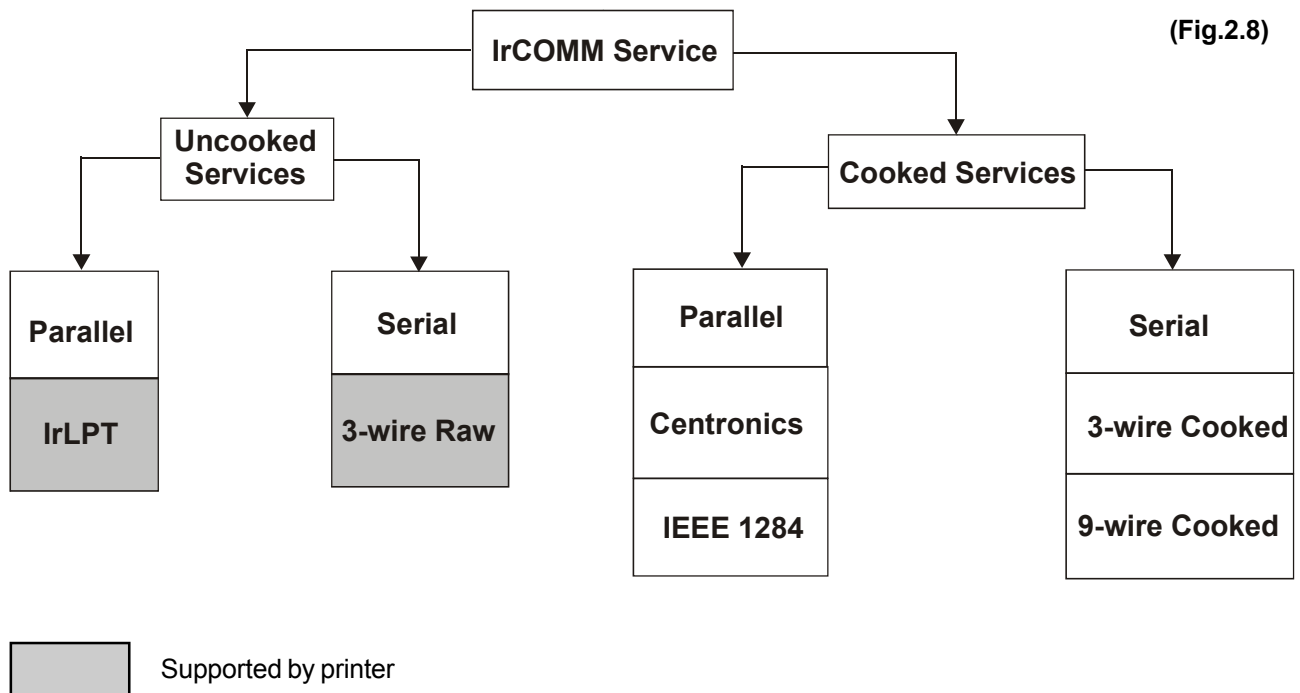 (Fig.2.8)
IrCOMM Service
Uncooked
Services
Cooked Services
Parallel
IrLPT
Serial
3-wire Raw
Parallel
Centronics
IEEE 1284
Serial
3-wire Cooked
9-wire Cooked
Supported by printer